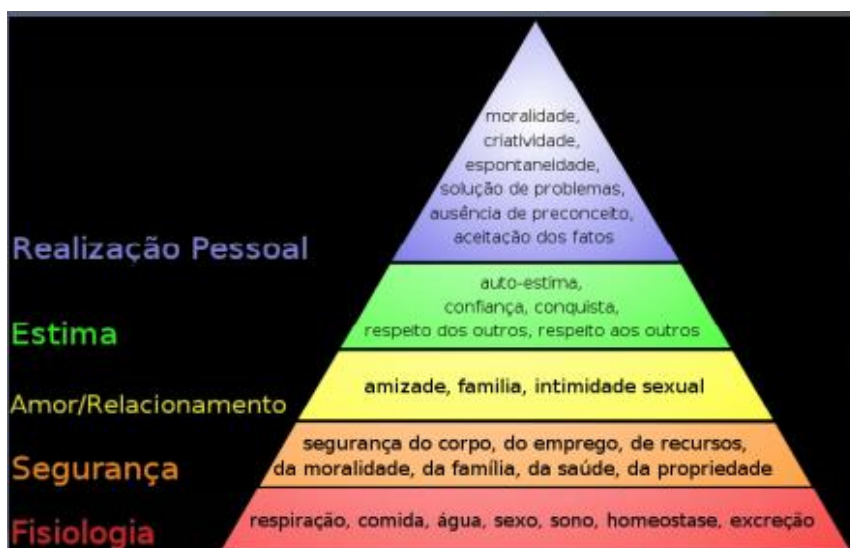 moralidade,
criatividade,
espontaneidade,
solução de problemas,
ausência de preconceito,
aceitação dos fatos
Realização Pessoal
auto-estima,
confiança, conquista,
respeito dos outros, respeito aos outros
Estima
amizade, família, intimidade sexual
Amor/Relacionamento
segurança do corpo, do emprego, de recursos,
da moralidade, da família, da saúde, da propriedade
Segurança
respiração, comida, água, sexo, sono, homeostase, excreção
Fisiologia